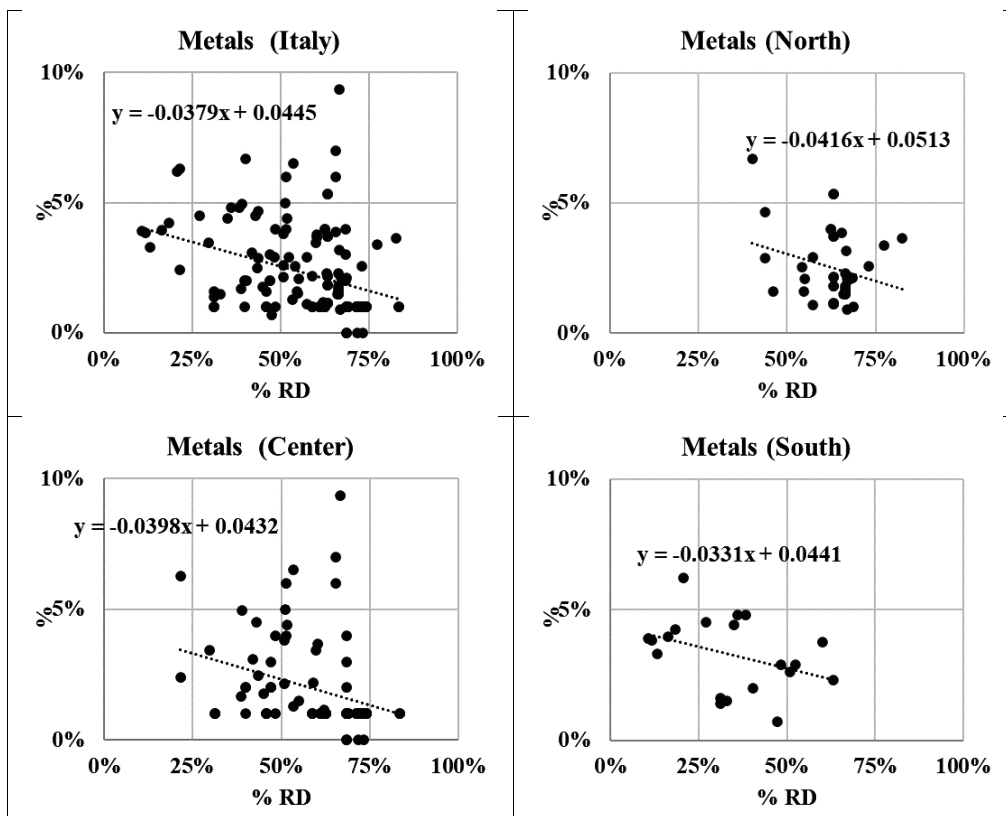 Metals (Italy)
10%
y = -0.0379x + 0.0445
%
5%
0%
0% 25% 50% 75% 100%
% RD
Metals (North)
10%
y = -0.0416x + 0.0513
%
5%
0%
0% 25% 50% 75% 100%
% RD
Metals (Center)
10%
y = -0.0398x + 0.0432
%
5%
0%
0% 25% 50% 75% 100%
% RD
Metals (South)
10%
y = -0.0331x + 0.0441
%
5%
0%
0% 25% 50% 75% 100%
% RD